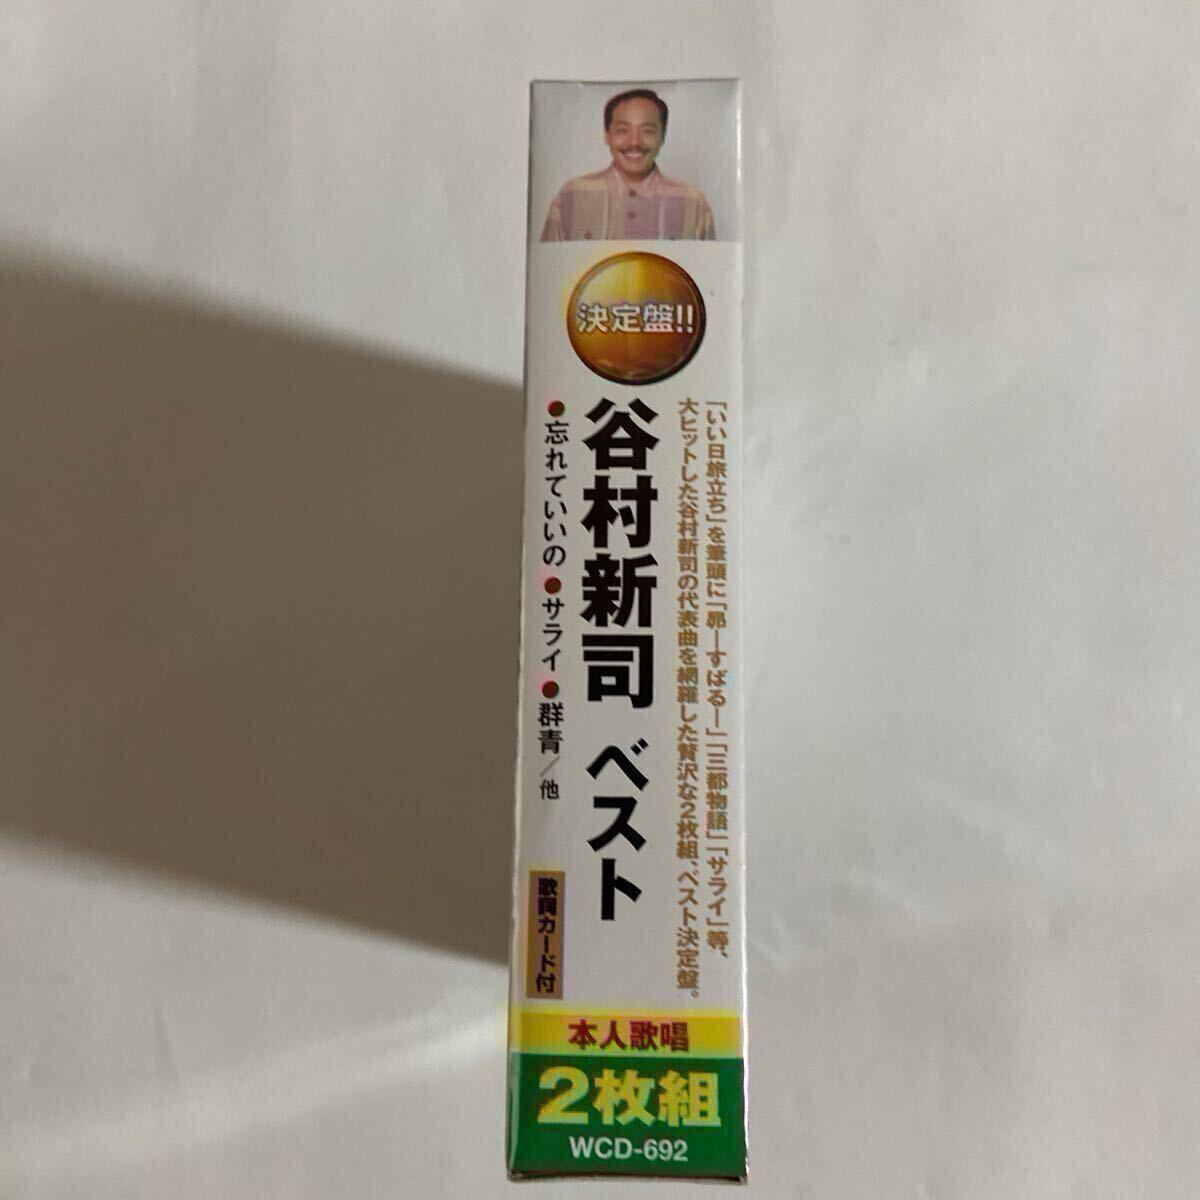 決定盤!!
「いい日旅立ち」を筆頭に「昴ーすばるー」「三都物語」「サライ」等、
大ヒットした谷村新司の代表曲を網羅した贅沢な2枚組、ベスト決定盤。
谷村新司 ベスト
●忘れていいの ●サライ ●群青/他
歌詞カード付
本人歌唱
2枚組
WCD-692